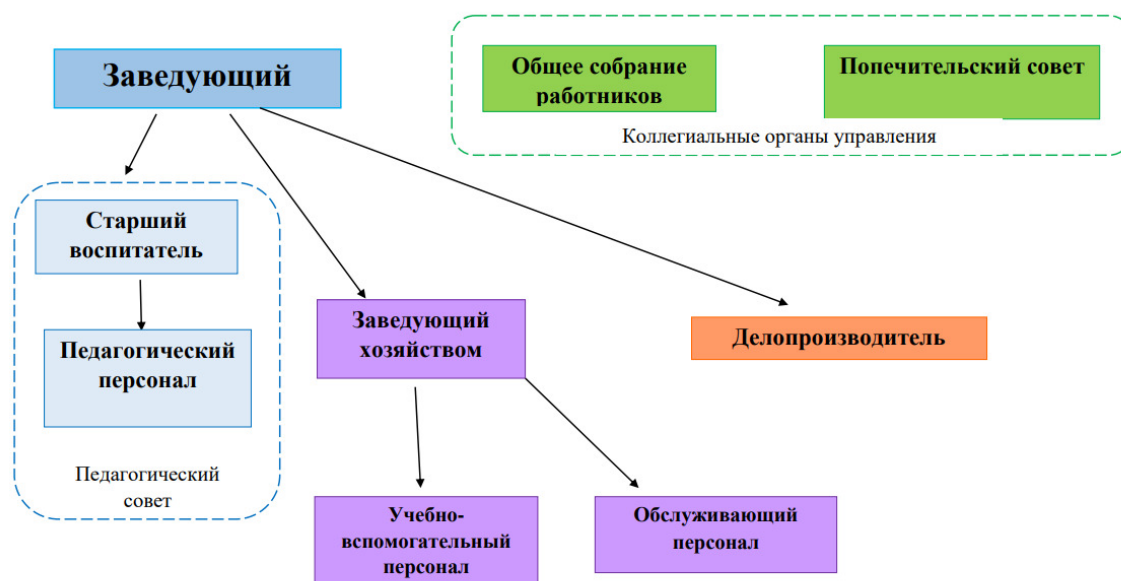 Заведующий
Общее собрание
работников
Попечительский совет
Коллегиальные органы управления
Старший
воспитатель
Педагогический
персонал
Педагогический
совет
Заведующий
хозяйством
Делопроизводитель
Учебно-
вспомогательный
персонал
Обслуживающий
персонал